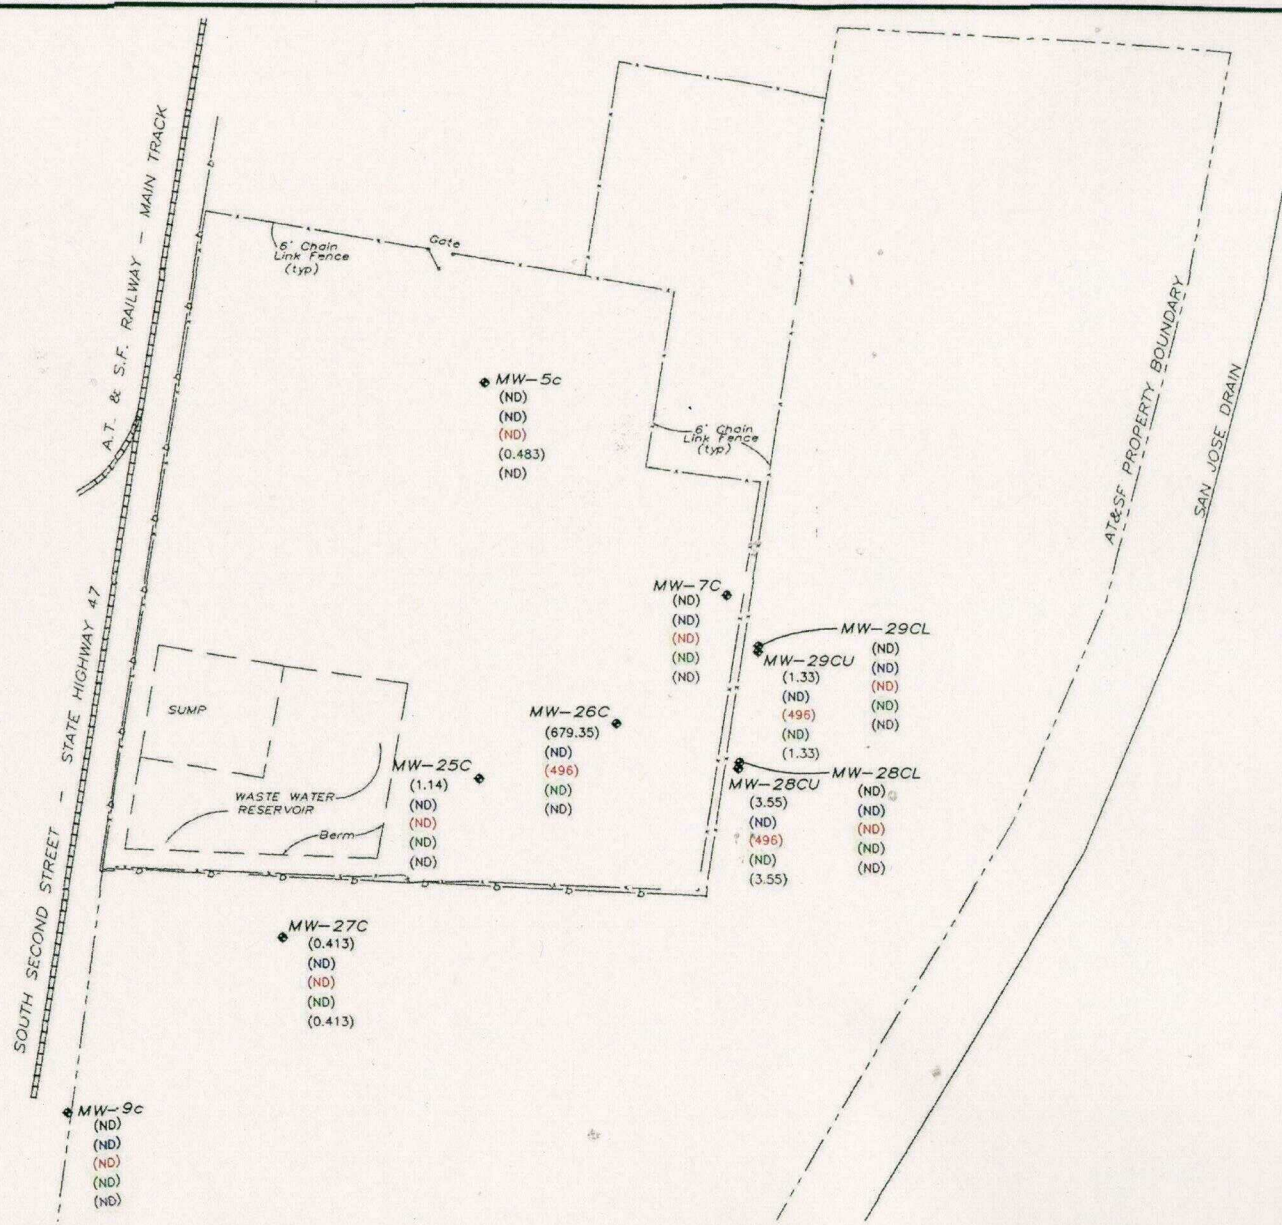 A.T. & S.F. RAILWAY - MAIN TRACK
SOUTH SECOND STREET - STATE HIGHWAY 47
6' Chain
Link Fence
(typ)
Gate
MW-5c
(ND)
(ND)
(ND)
(0.483)
(ND)
6' Chain
Link Fence
(typ)
AT&SF PROPERTY BOUNDARY
SAN JOSE DRAIN
MW-7C
(ND)
(ND)
(ND)
(ND)
(ND)
MW-29CL
(ND)
(ND)
(ND)
(ND)
(ND)
MW-29CU
(1.33)
(ND)
(496)
(ND)
(1.33)
SUMP
WASTE WATER
RESERVOIR
Berm
MW-26C
(679.35)
(ND)
(496)
(ND)
(ND)
MW-25C
(1.14)
(ND)
(ND)
(ND)
(ND)
MW-28CL
(ND)
(ND)
(ND)
(ND)
(ND)
MW-28CU
(3.55)
(ND)
(496)
(ND)
(3.55)
MW-27C
(0.413)
(ND)
(ND)
(ND)
(0.413)
MW-9c
(ND)
(ND)
(ND)
(ND)
(ND)